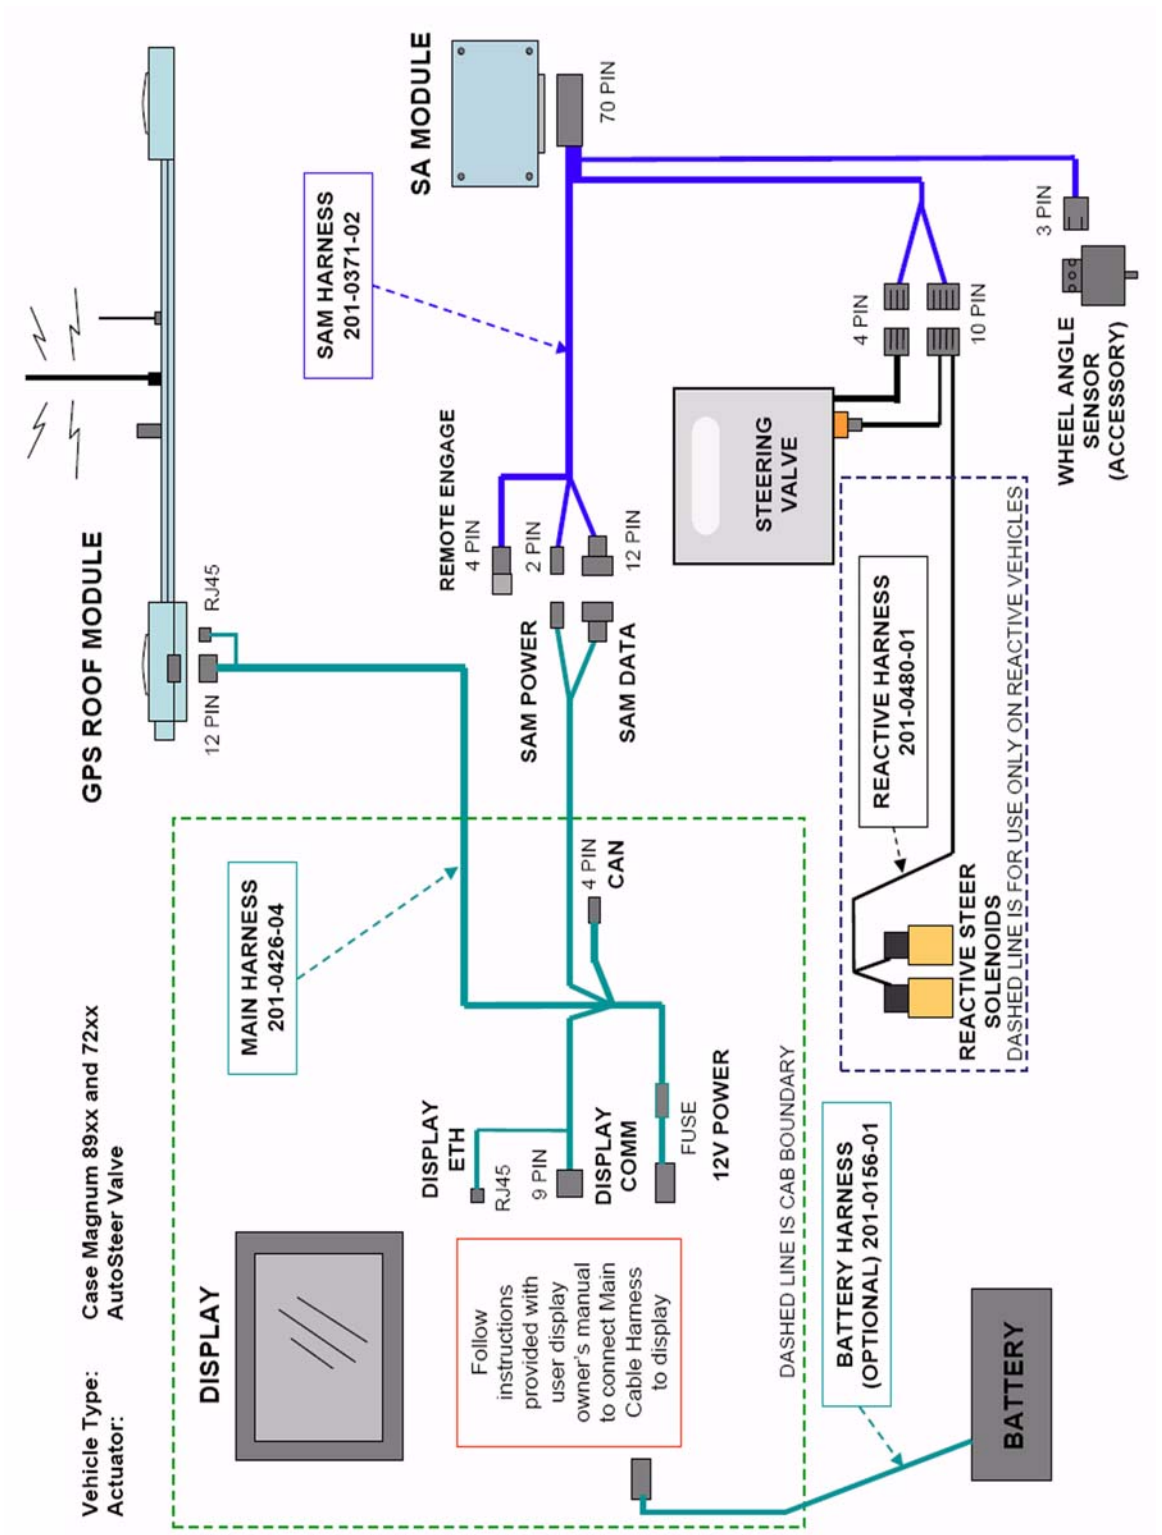 Vehicle Type: Case Magnum 89xx and 72xx
Actuator: AutoSteer Valve
GPS ROOF MODULE
12 PIN
RJ45
DISPLAY
MAIN HARNESS
201-0426-04
SAM HARNESS
201-0371-02
SA MODULE
70 PIN
DISPLAY
ETH
RJ45
9 PIN
DISPLAY
COMM
FUSE
12V POWER
4 PIN
CAN
SAM POWER
SAM DATA
REMOTE ENGAGE
4 PIN
2 PIN
12 PIN
Follow
instructions
provided with
user display
owner's manual
to connect Main
Cable Harness
to display
DASHED LINE IS CAB BOUNDARY
STEERING
VALVE
4 PIN
10 PIN
3 PIN
WHEEL ANGLE
SENSOR
(ACCESSORY)
BATTERY HARNESS
(OPTIONAL) 201-0156-01
BATTERY
REACTIVE HARNESS
201-0480-01
REACTIVE STEER
SOLENOIDS
DASHED LINE IS FOR USE ONLY ON REACTIVE VEHICLES